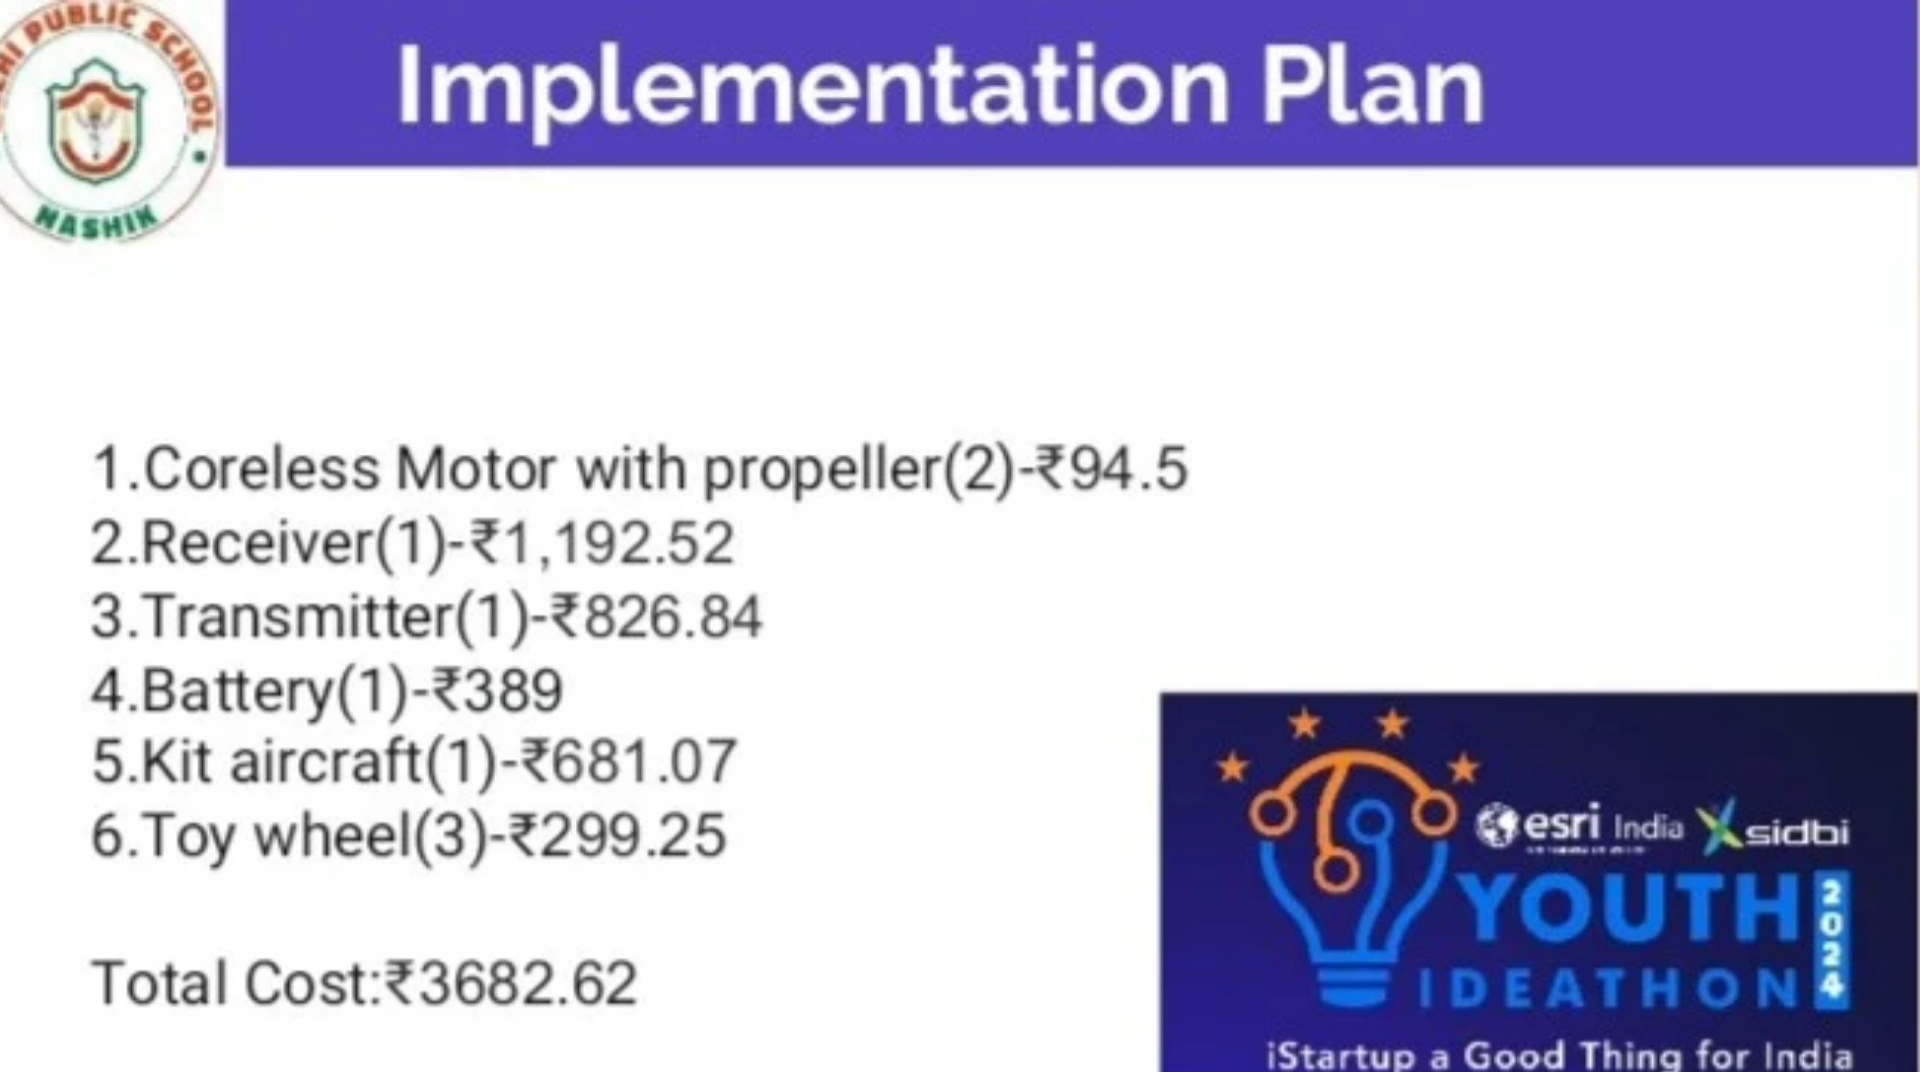 HI PUBLIC SCHOOL
NASHIK
Implementation Plan
1.Coreless Motor with propeller(2)-₹94.5
2.Receiver(1)-₹1,192.52
3.Transmitter(1)-₹826.84
4.Battery(1)-₹389
5.Kit aircraft(1)-₹681.07
6.Toy wheel(3)-₹299.25
Total Cost:₹3682.62
esri India sidbi
YOUTH 2024
IDEATHON
iStartup a Good Thing for India